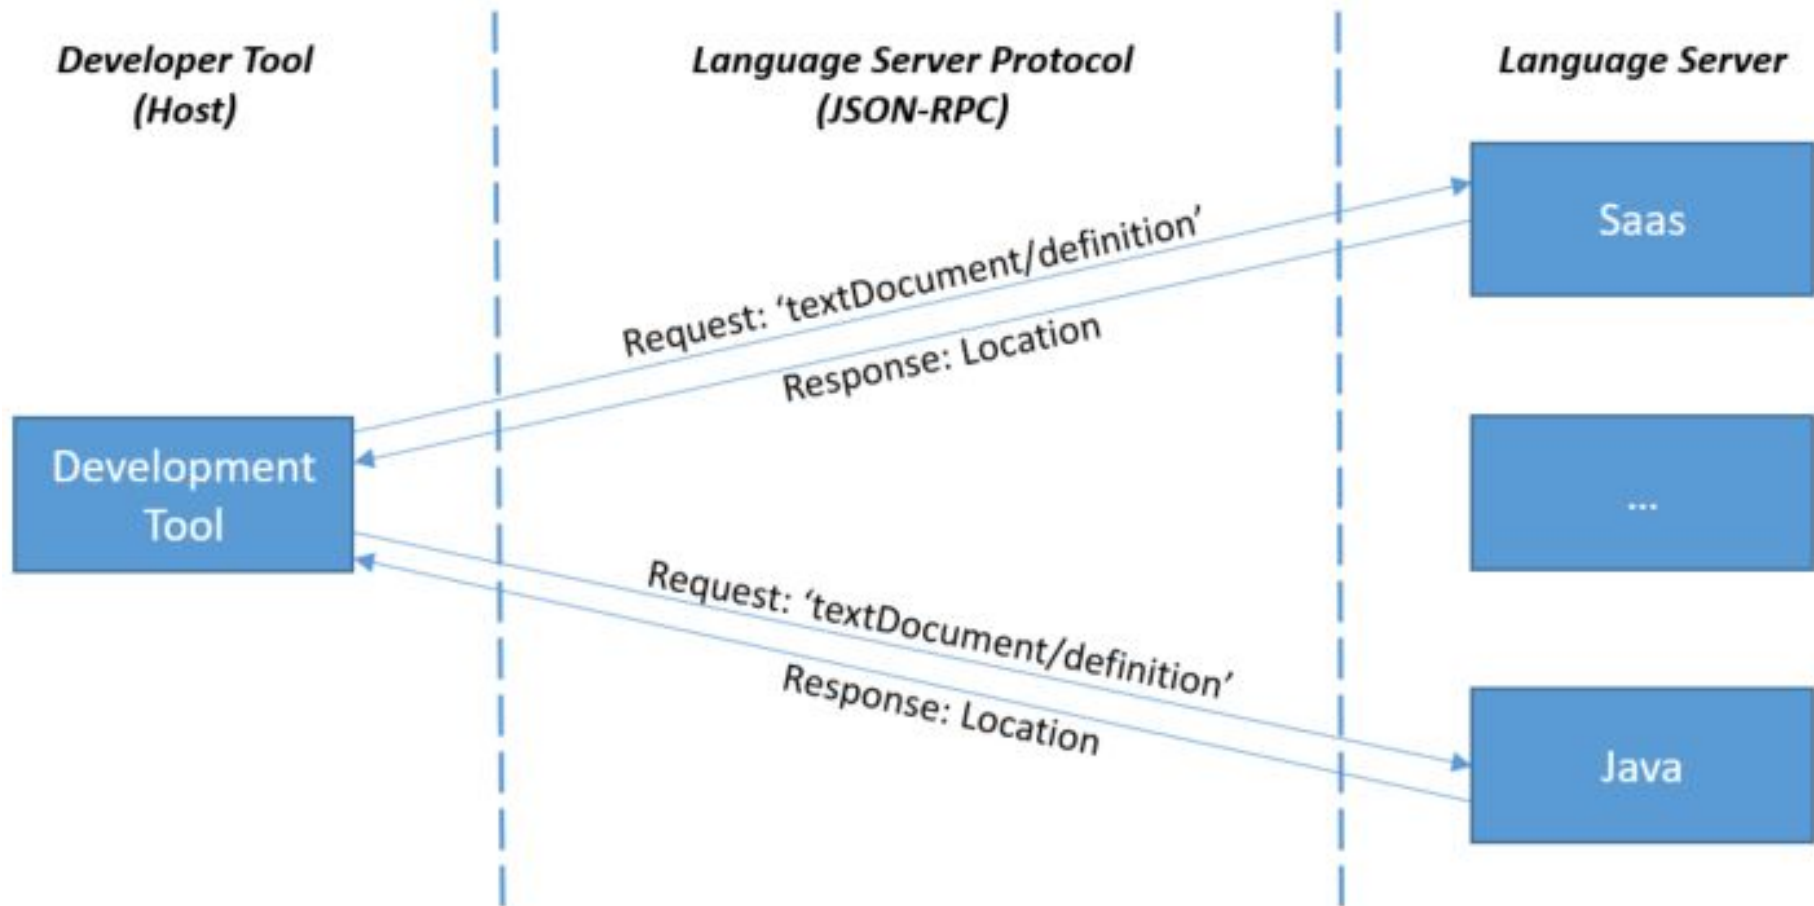 Developer Tool
(Host)
Language Server Protocol
(JSON-RPC)
Language Server
Saas
Request: ‘textDocument/definition’
Response: Location
Development
Tool
...
Request: ‘textDocument/definition’
Response: Location
Java